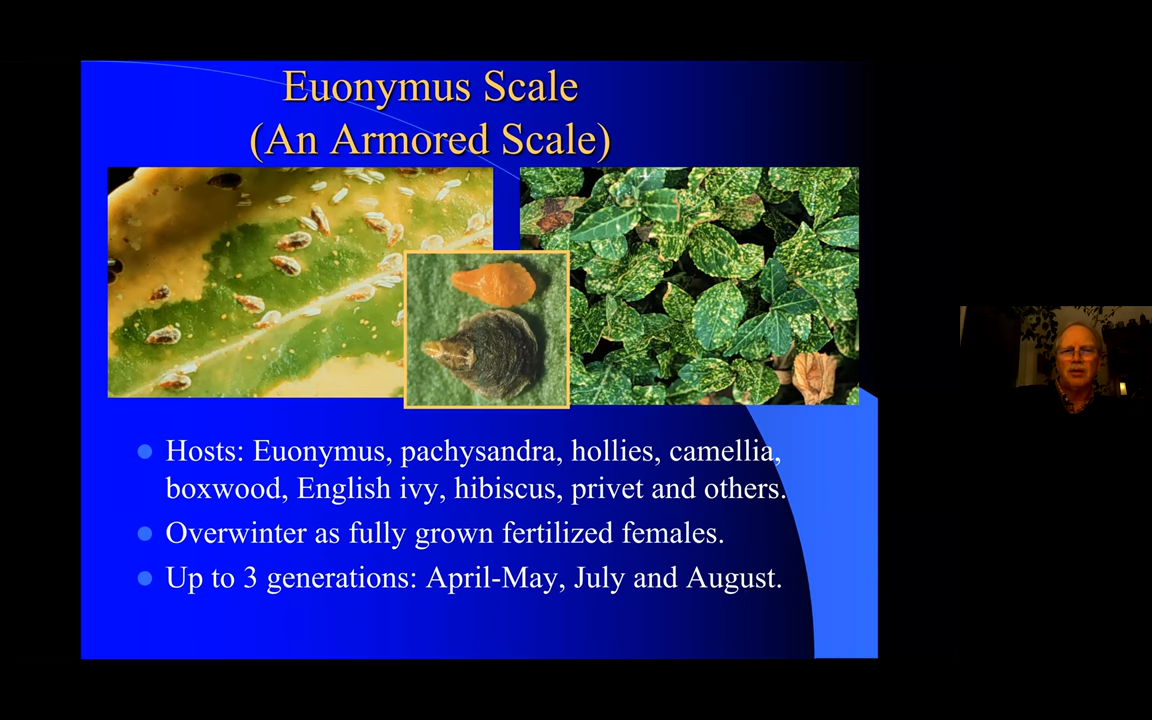 Euonymus Scale
(An Armored Scale)
Hosts: Euonymus, pachysandra, hollies, camellia,
boxwood, English ivy, hibiscus, privet and others.
Overwinter as fully grown fertilized females.
Up to 3 generations: April-May, July and August.